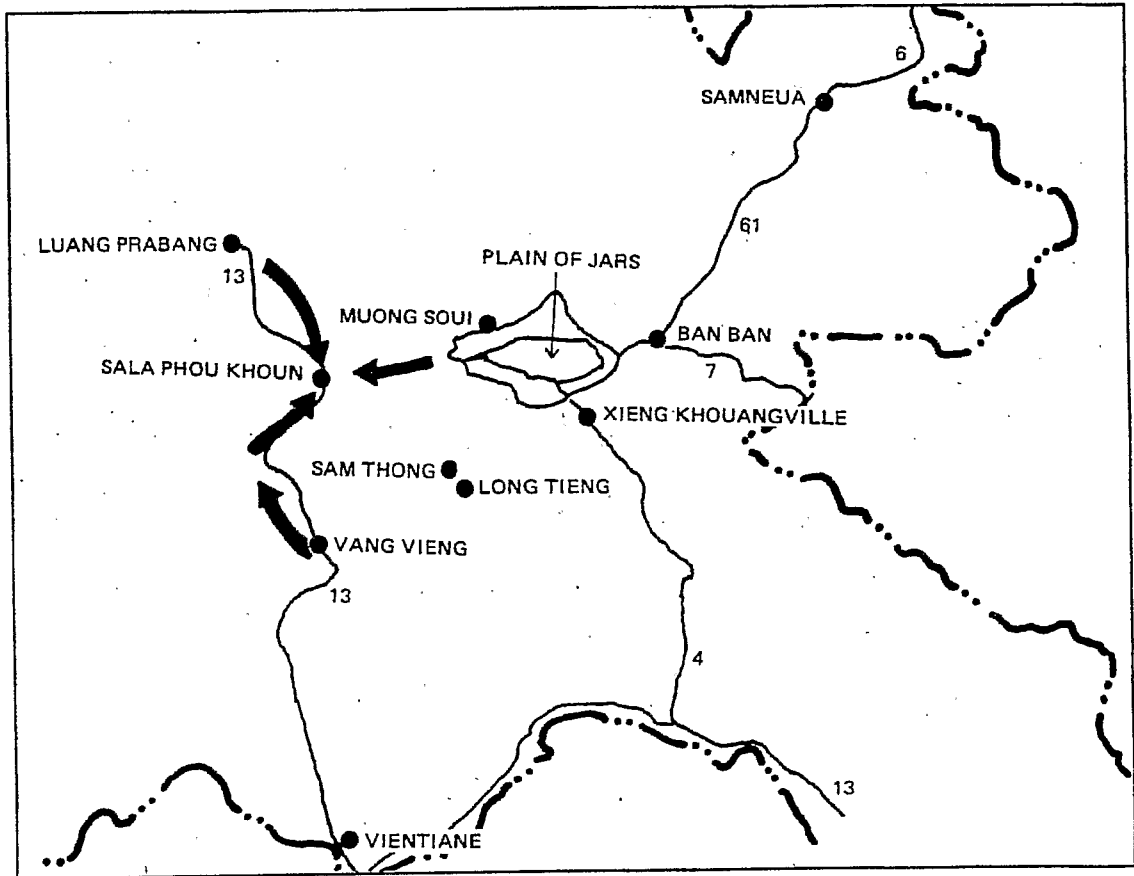 6
SAMNEUA
61
LUANG PRABANG
13
PLAIN OF JARS
MUONG SOUI
BAN BAN
SALA PHOU KHOUN
7
XIENG KHOUANGVILLE
SAM THONG
LONG TIENG
VANG VIENG
13
4
13
VIENTIANE